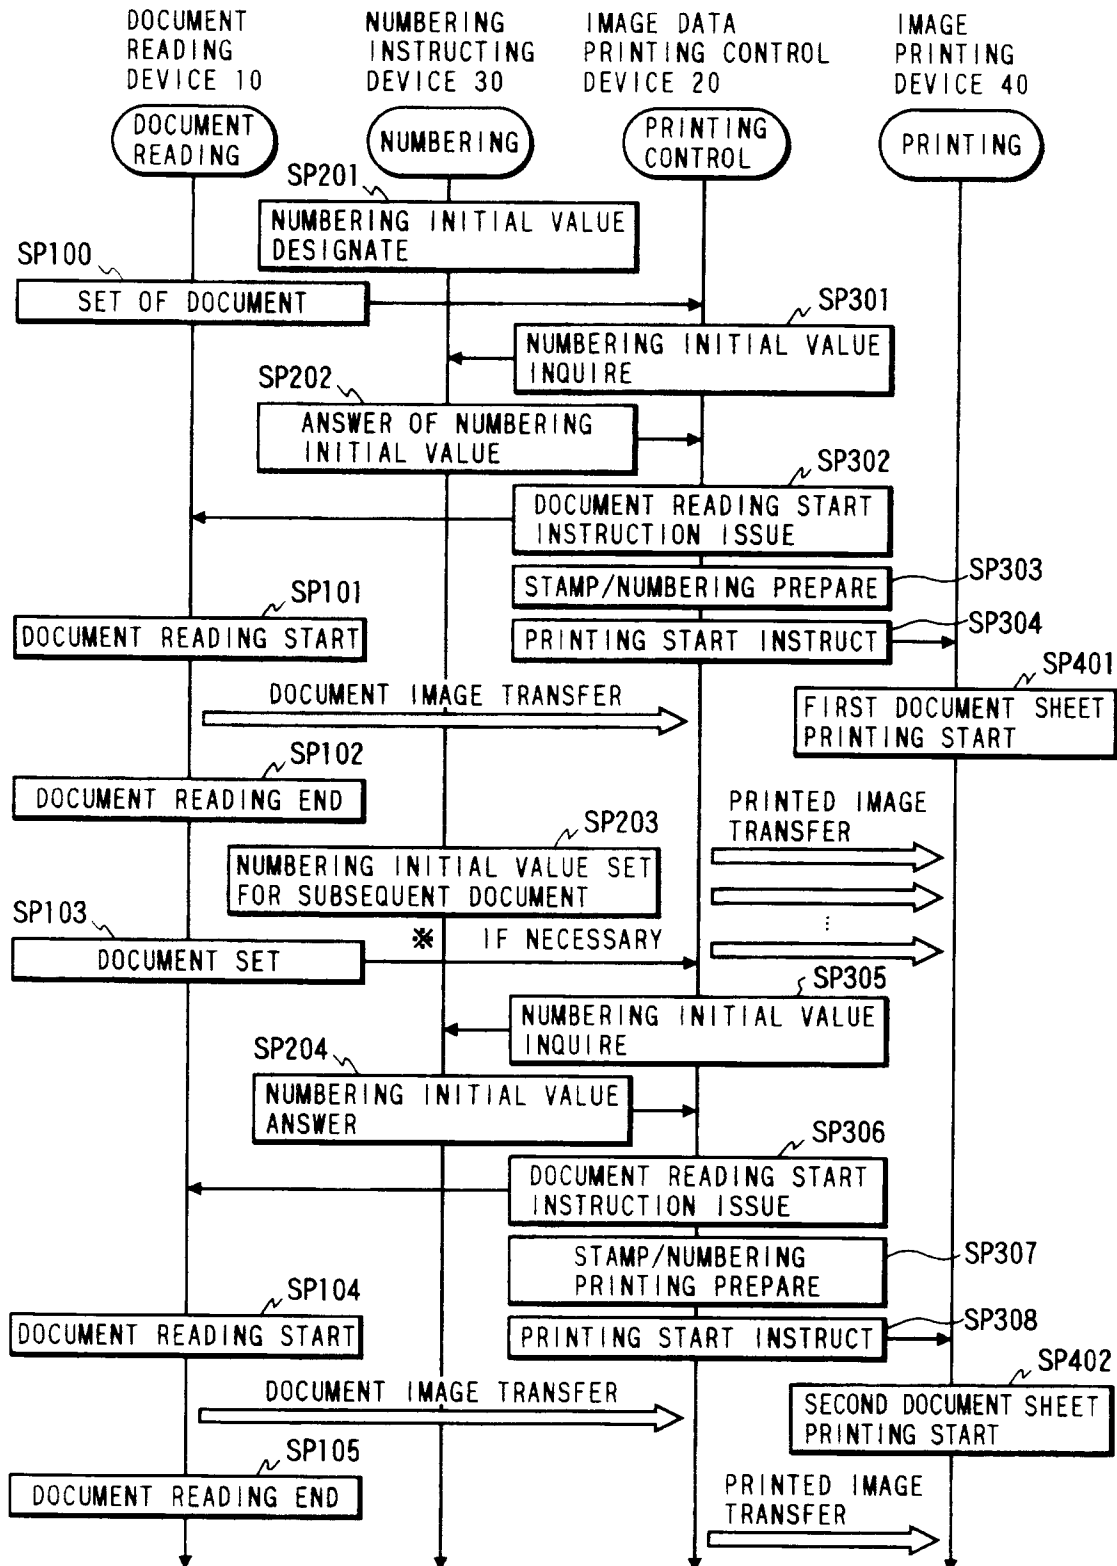 DOCUMENT
READING
DEVICE 10
NUMBERING
INSTRUCTING
DEVICE 30
IMAGE DATA
PRINTING CONTROL
DEVICE 20
IMAGE
PRINTING
DEVICE 40
DOCUMENT
READING
NUMBERING
PRINTING
CONTROL
PRINTING
SP201
NUMBERING INITIAL VALUE
DESIGNATE
SP100
SET OF DOCUMENT
SP301
NUMBERING INITIAL VALUE
INQUIRE
SP202
ANSWER OF NUMBERING
INITIAL VALUE
SP302
DOCUMENT READING START
INSTRUCTION ISSUE
STAMP/NUMBERING PREPARE
SP303
SP101
DOCUMENT READING START
PRINTING START INSTRUCT
SP304
SP401
FIRST DOCUMENT SHEET
PRINTING START
DOCUMENT IMAGE TRANSFER
SP102
DOCUMENT READING END
PRINTED IMAGE
TRANSFER
SP203
NUMBERING INITIAL VALUE SET
FOR SUBSEQUENT DOCUMENT
SP103
DOCUMENT SET
※ IF NECESSARY
⋮
SP305
NUMBERING INITIAL VALUE
INQUIRE
SP204
NUMBERING INITIAL VALUE
ANSWER
SP306
DOCUMENT READING START
INSTRUCTION ISSUE
STAMP/NUMBERING
PRINTING PREPARE
SP307
SP104
DOCUMENT READING START
PRINTING START INSTRUCT
SP308
SP402
SECOND DOCUMENT SHEET
PRINTING START
DOCUMENT IMAGE TRANSFER
SP105
DOCUMENT READING END
PRINTED IMAGE
TRANSFER